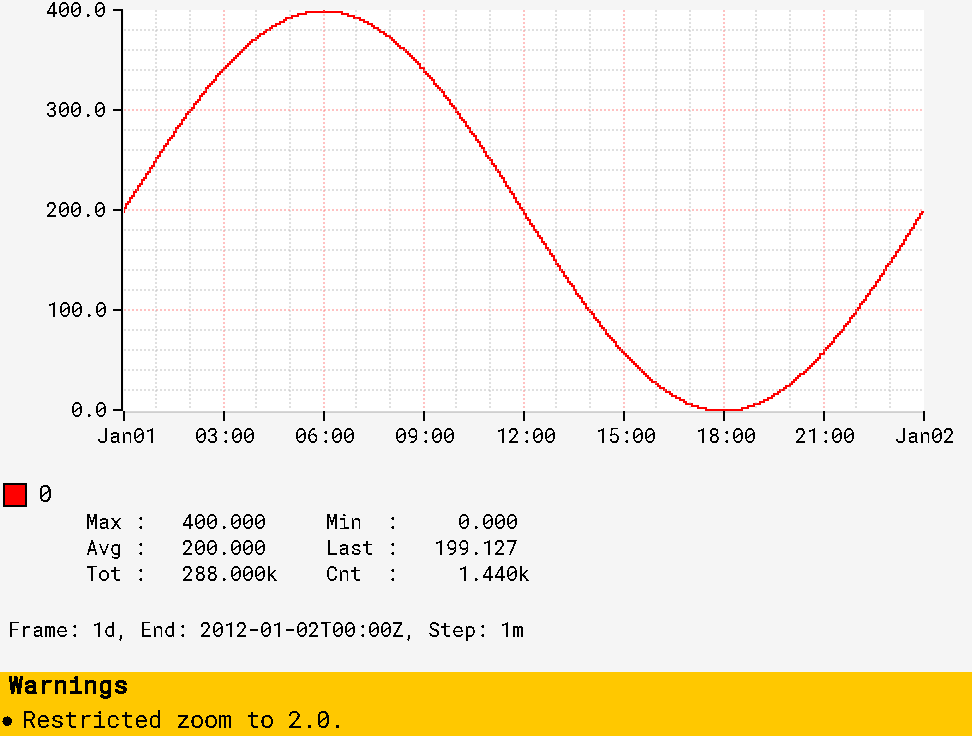 400.0
300.0
200.0
100.0
0.0
Jan01 03:00 06:00 09:00 12:00 15:00 18:00 21:00 Jan02
0
Max : 400.000 Min : 0.000
Avg : 200.000 Last : 199.127
Tot : 288.000k Cnt : 1.440k
Frame: 1d, End: 2012-01-02T00:00Z, Step: 1m
Warnings
• Restricted zoom to 2.0.